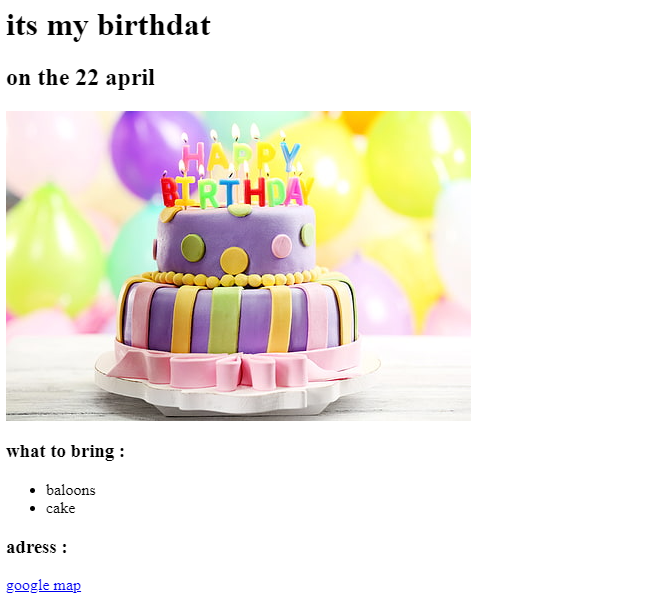 its my birthdat
on the 22 april
HAPPY
BIRTHDAY
what to bring :
baloons
cake
adress :
google map